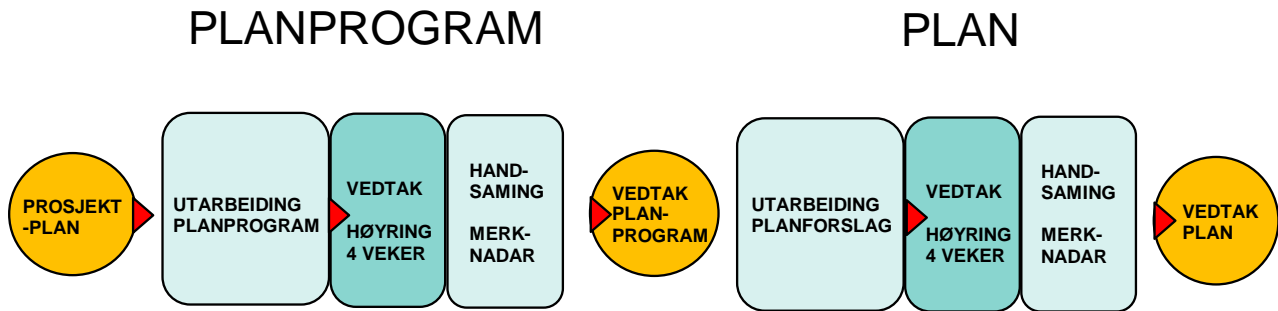 PLANPROGRAM
PLAN
PROSJEKT
-PLAN
UTARBEIDING
PLANPROGRAM
VEDTAK
HØYRING
4 VEKER
HAND-
SAMING
MERK-
NADAR
VEDTAK
PLAN-
PROGRAM
UTARBEIDING
PLANFORSLAG
VEDTAK
HØYRING
4 VEKER
HAND-
SAMING
MERK-
NADAR
VEDTAK
PLAN